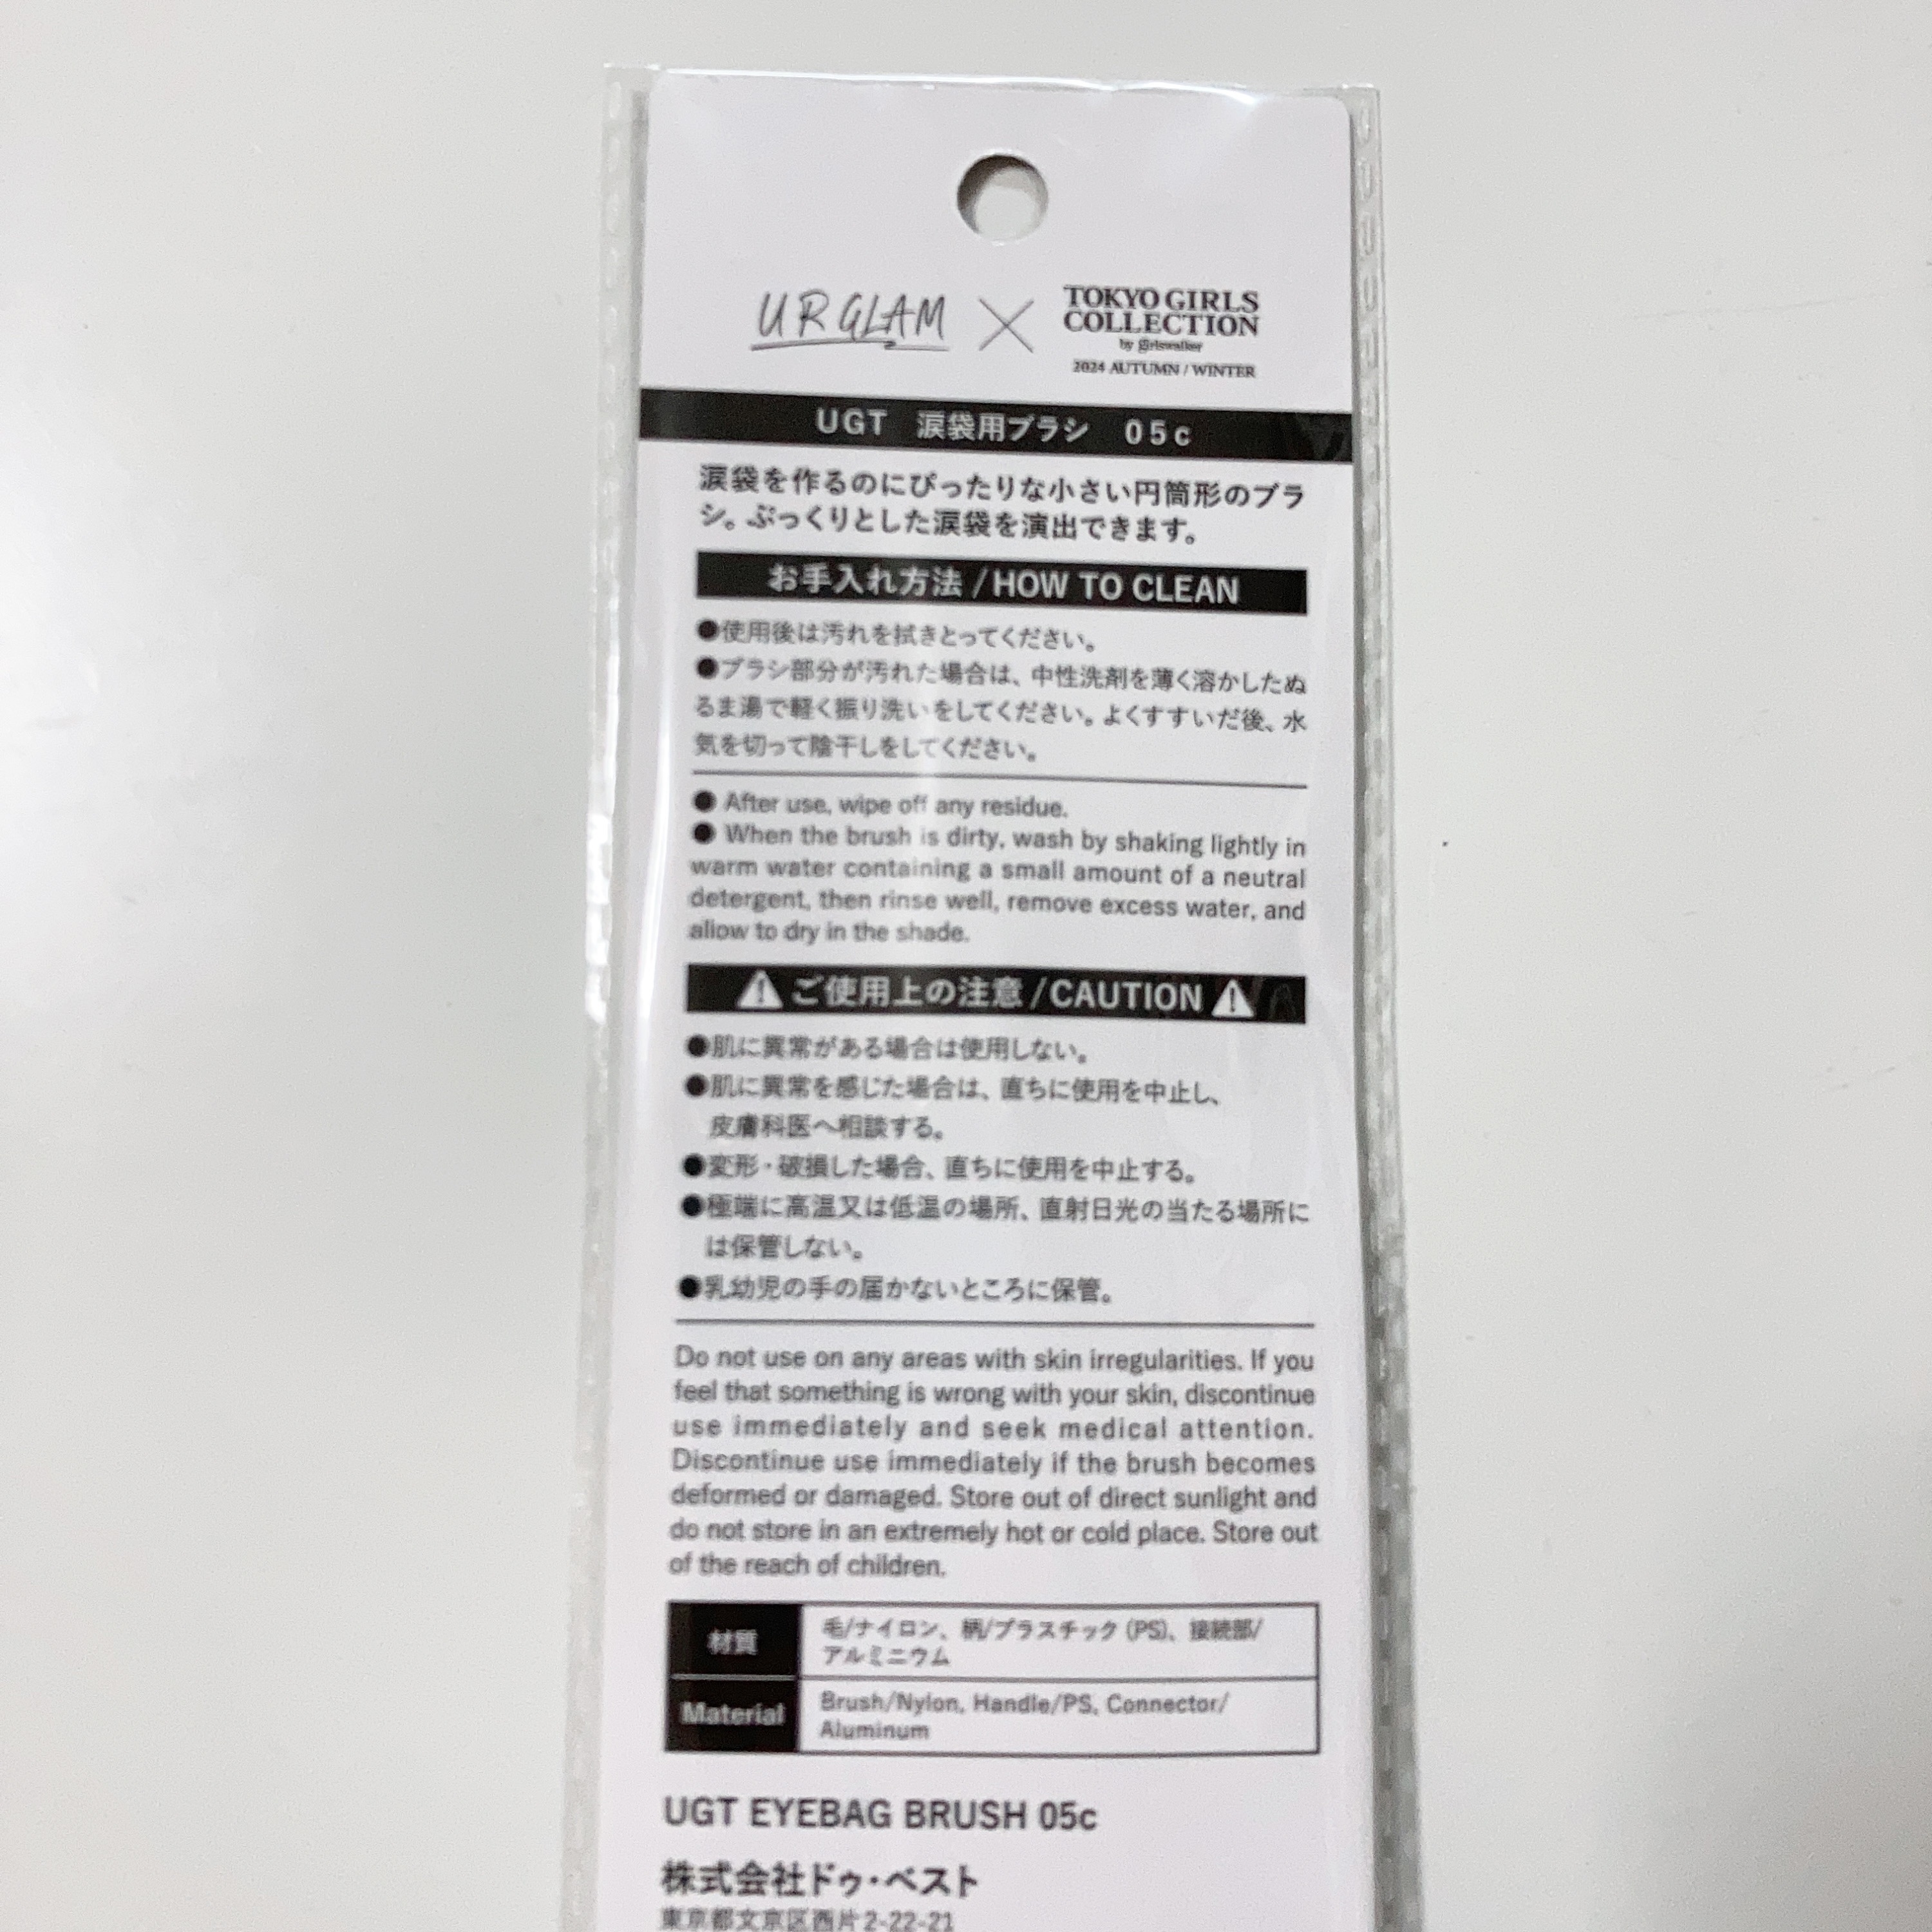 URGLAM × TOKYO GIRLS
COLLECTION
by girlswalker
2024 AUTUMN / WINTER
UGT 涙袋用ブラシ 05c
涙袋を作るのにぴったりな小さい円筒形のブラ
シ。ぷっくりとした涙袋を演出できます。
お手入れ方法 / HOW TO CLEAN
●使用後は汚れを拭きとってください。
●ブラシ部分が汚れた場合は、中性洗剤を薄く溶かしたぬ
るま湯で軽く振り洗いをしてください。よくすすいだ後、水
気を切って陰干しをしてください。
● After use, wipe off any residue.
● When the brush is dirty, wash by shaking lightly in
warm water containing a small amount of a neutral
detergent, then rinse well, remove excess water, and
allow to dry in the shade.
⚠ ご使用上の注意 / CAUTION ⚠
●肌に異常がある場合は使用しない。
●肌に異常を感じた場合は、直ちに使用を中止し、
皮膚科医へ相談する。
●変形・破損した場合、直ちに使用を中止する。
●極端に高温又は低温の場所、直射日光の当たる場所に
は保管しない。
●乳幼児の手の届かないところに保管。
Do not use on any areas with skin irregularities. If you
feel that something is wrong with your skin, discontinue
use immediately and seek medical attention.
Discontinue use immediately if the brush becomes
deformed or damaged. Store out of direct sunlight and
do not store in an extremely hot or cold place. Store out
of the reach of children.
材質 毛/ナイロン、柄/プラスチック(PS)、接続部/
アルミニウム
Material Brush/Nylon, Handle/PS, Connector/
Aluminum
UGT EYEBAG BRUSH 05c
株式会社ドゥ・ベスト
東京都文京区西片2-22-21